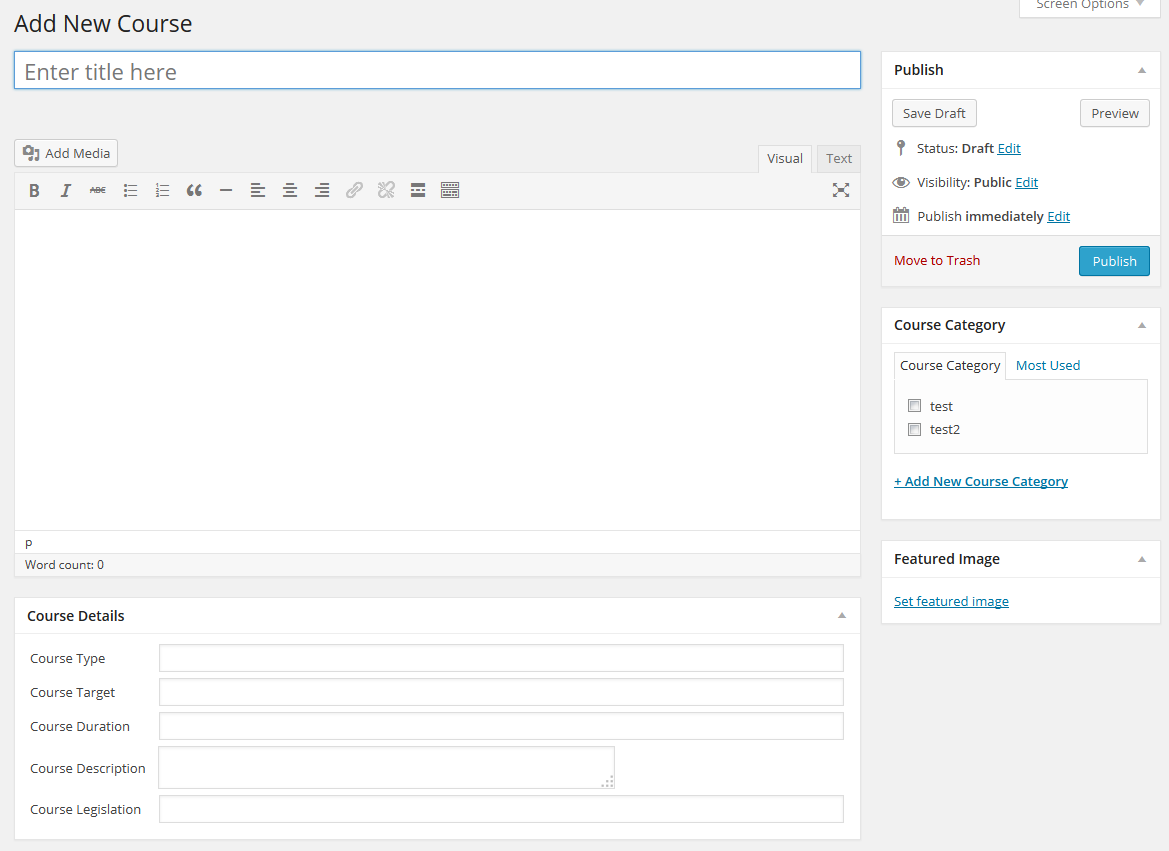 Screen Options
Add New Course
Enter title here
Add Media
Visual Text
B I ABC
p
Word count: 0
Course Details
Course Type
Course Target
Course Duration
Course Description
Course Legislation
Publish
Save Draft Preview
Status: Draft Edit
Visibility: Public Edit
Publish immediately Edit
Move to Trash Publish
Course Category
Course Category Most Used
test
test2
+ Add New Course Category
Featured Image
Set featured image